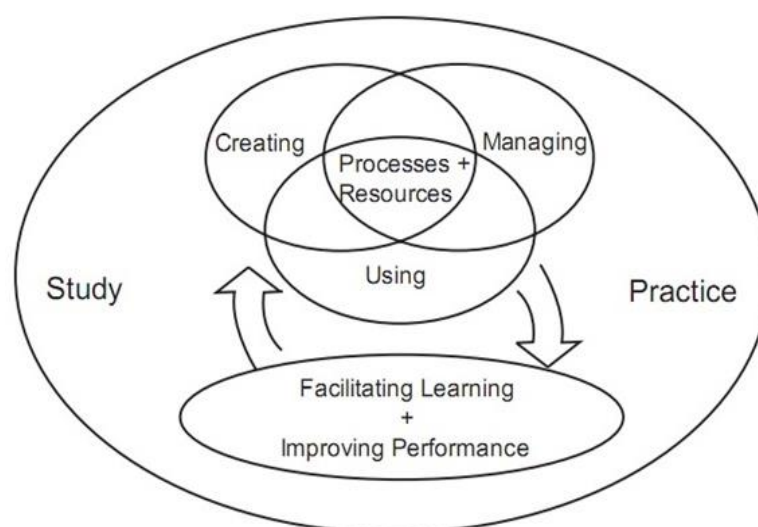 Creating
Managing
Processes +
Resources
Using
Study
Practice
Facilitating Learning
+
Improving Performance